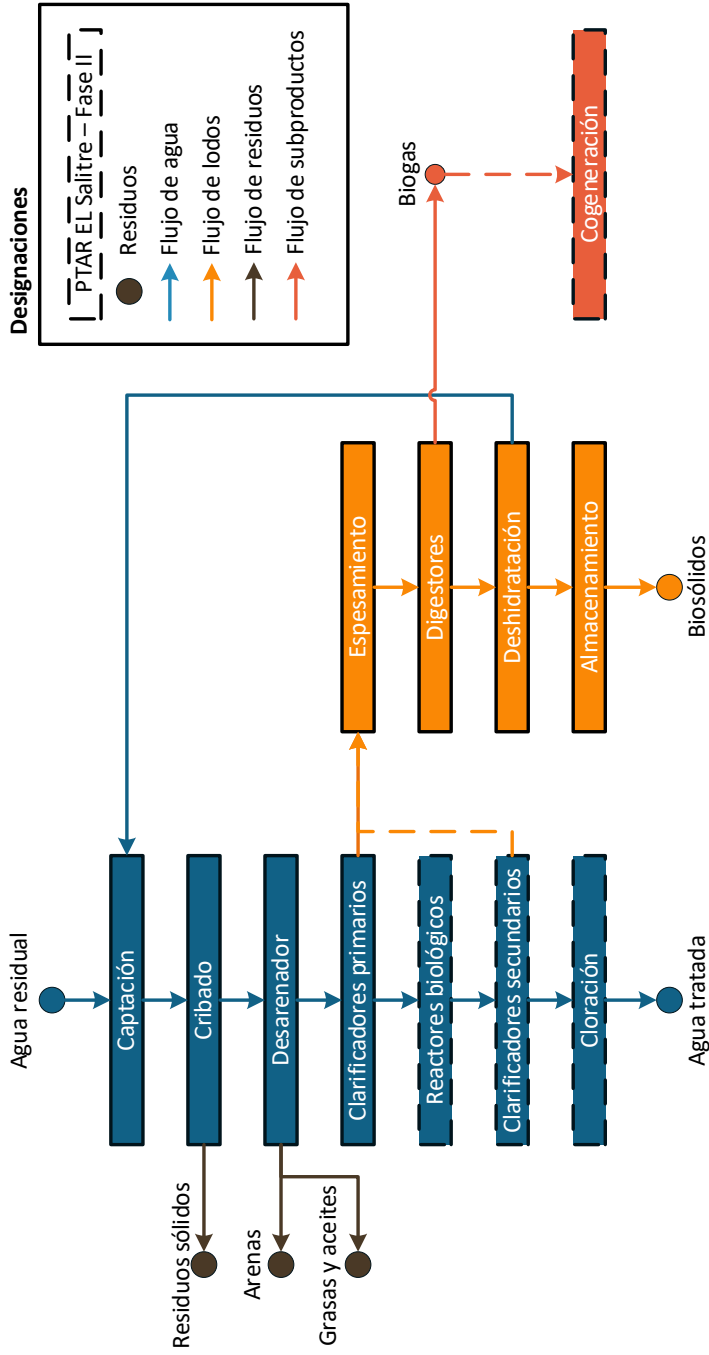 Agua residual
Captación
Cribado
Residuos sólidos
Desarenador
Arenas
Grasas y aceites
Clarificadores primarios
Reactores biológicos
Clarificadores secundarios
Cloración
Agua tratada
Espesamiento
Digestores
Deshidratación
Almacenamiento
Biosólidos
Biogas
Cogeneración
Designaciones
PTAR EL Salitre – Fase II
Residuos
Flujo de agua
Flujo de lodos
Flujo de residuos
Flujo de subproductos